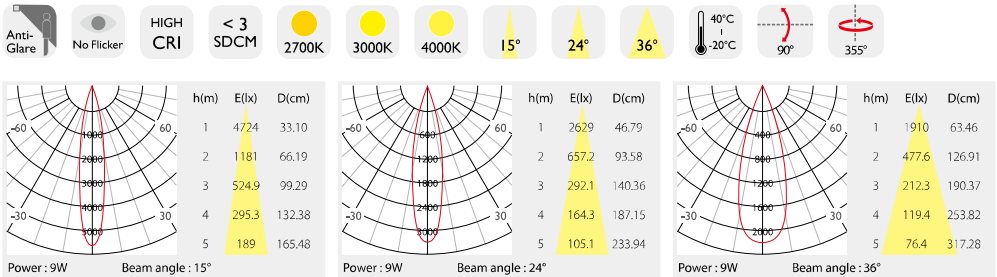 Anti-
Glare
No Flicker
HIGH
CRI
< 3
SDCM
2700K
3000K
4000K
15°
24°
36°
40°C
-20°C
90°
355°
-60
60
-30
30
1000
2000
3000
4000
5000
h(m) E(lx) D(cm)
1 4724 33.10
2 1181 66.19
3 524.9 99.29
4 295.3 132.38
5 189 165.48
Power : 9W Beam angle : 15°
-60
60
-30
30
600
1200
1800
2400
3000
h(m) E(lx) D(cm)
1 2629 46.79
2 657.2 93.58
3 292.1 140.36
4 164.3 187.15
5 105.1 233.94
Power : 9W Beam angle : 24°
-60
60
-30
30
400
800
1200
1600
2000
h(m) E(lx) D(cm)
1 1910 63.46
2 477.6 126.91
3 212.3 190.37
4 119.4 253.82
5 76.4 317.28
Power : 9W Beam angle : 36°